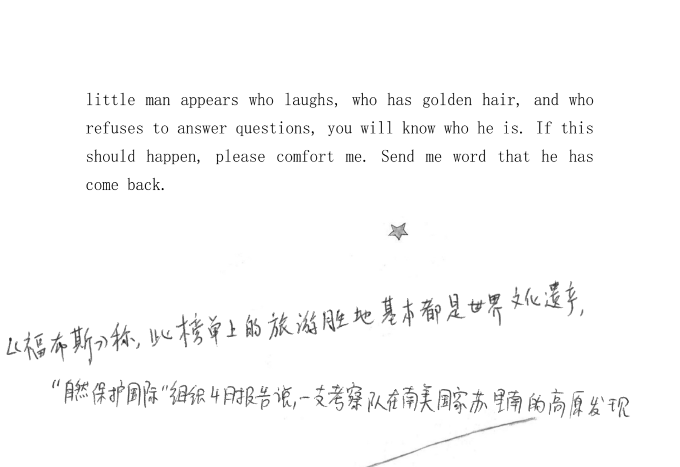 little man appears who laughs, who has golden hair, and who
refuses to answer questions, you will know who he is. If this
should happen, please comfort me. Send me word that he has
come back.
《福布斯》称,此榜单上的旅游胜地基本都是世界文化遗产,
“自然保护国际”组织4月报告说,一支考察队在南美国家苏里南的高原发现